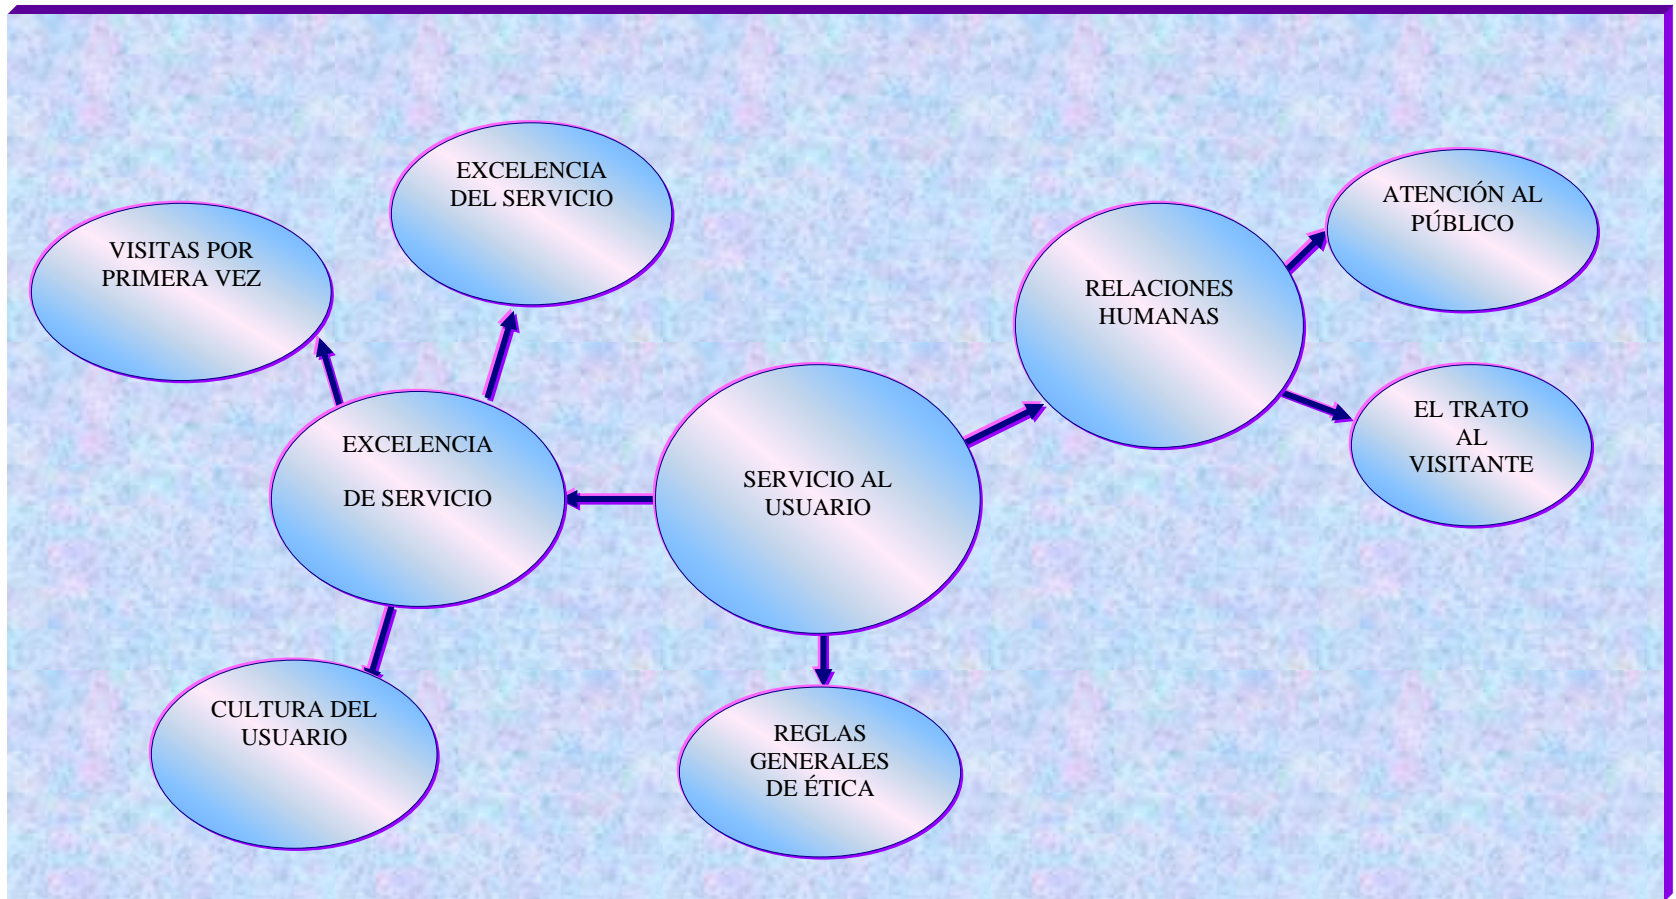 EXCELENCIA
DEL SERVICIO
VISITAS POR
PRIMERA VEZ
EXCELENCIA
DE SERVICIO
CULTURA DEL
USUARIO
SERVICIO AL
USUARIO
REGLAS
GENERALES
DE ÉTICA
RELACIONES
HUMANAS
ATENCIÓN AL
PÚBLICO
EL TRATO
AL
VISITANTE